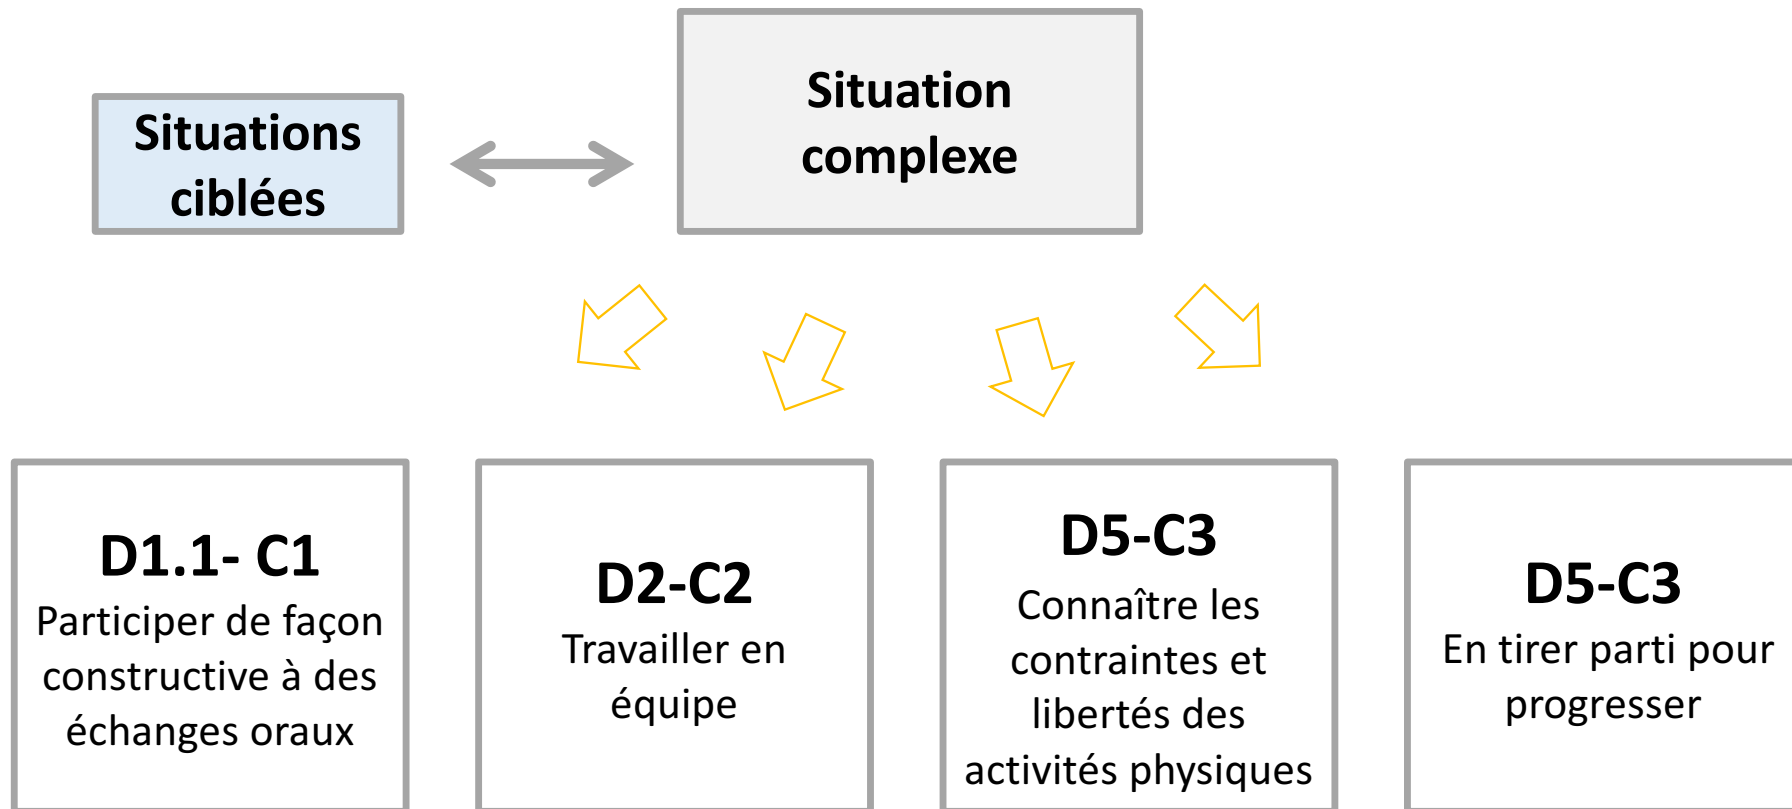 Situation
complexe
Situations
ciblées
D1.1- C1
Participer de façon
constructive à des
échanges oraux
D2-C2
Travailler en
équipe
D5-C3
Connaître les
contraintes et
libertés des
activités physiques
D5-C3
En tirer parti pour
progresser